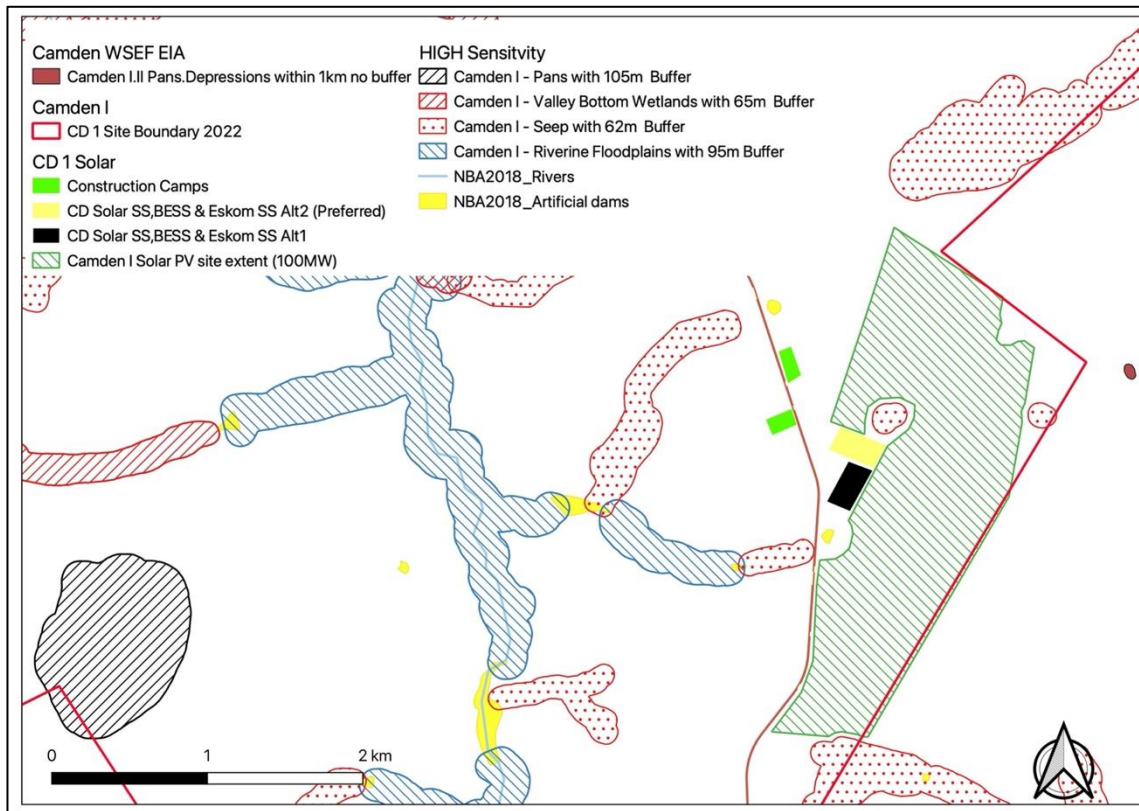 Camden WSEF EIA
Camden I.II Pans.Depressions within 1km no buffer
Camden I
CD 1 Site Boundary 2022
CD 1 Solar
Construction Camps
CD Solar SS,BESS & Eskom SS Alt2 (Preferred)
CD Solar SS,BESS & Eskom SS Alt1
Camden I Solar PV site extent (100MW)
HIGH Sensitvity
Camden I - Pans with 105m Buffer
Camden I - Valley Bottom Wetlands with 65m Buffer
Camden I - Seep with 62m Buffer
Camden I - Riverine Floodplains with 95m Buffer
NBA2018_Rivers
NBA2018_Artificial dams
0 1 2 km